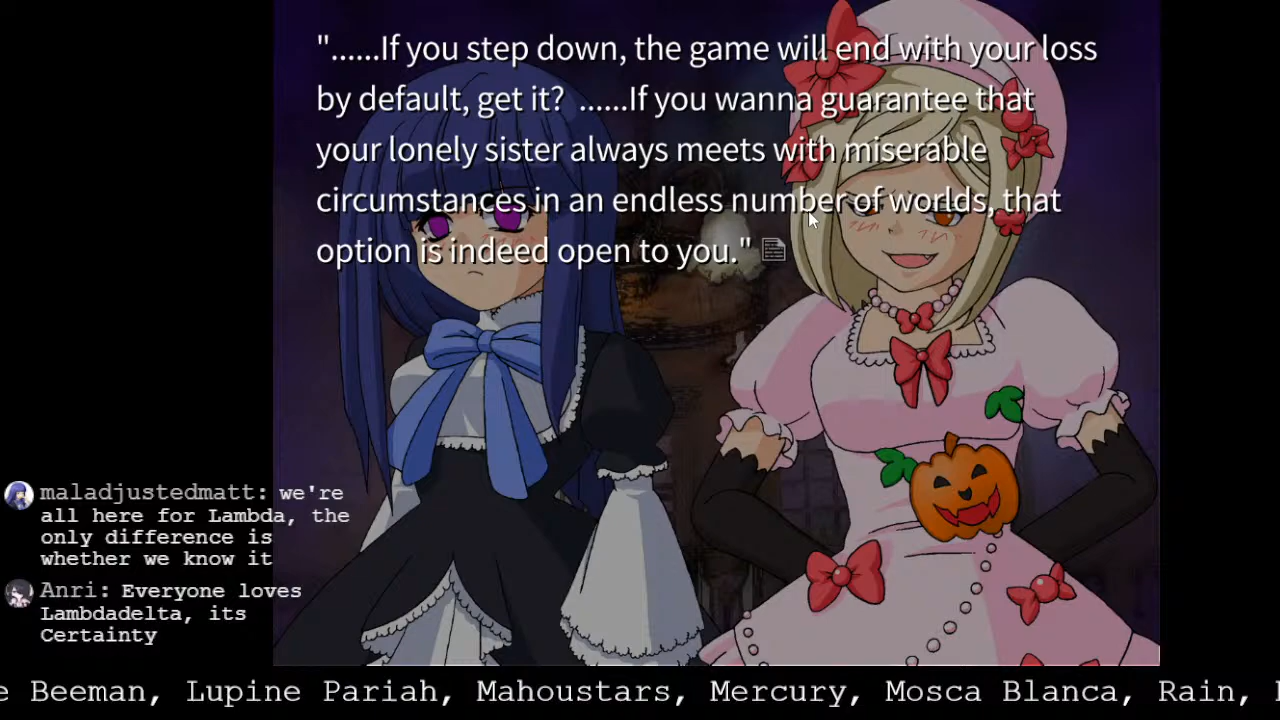 "......If you step down, the game will end with your loss
by default, get it?  ......If you wanna guarantee that
your lonely sister always meets with miserable
circumstances in an endless number of worlds, that
option is indeed open to you."
maladjustedmatt: we're
all here for Lambda, the
only difference is
whether we know it
Anri: Everyone loves
Lambdadelta, its
Certainty
e Beeman, Lupine Pariah, Mahoustars, Mercury, Mosca Blanca, Rain,